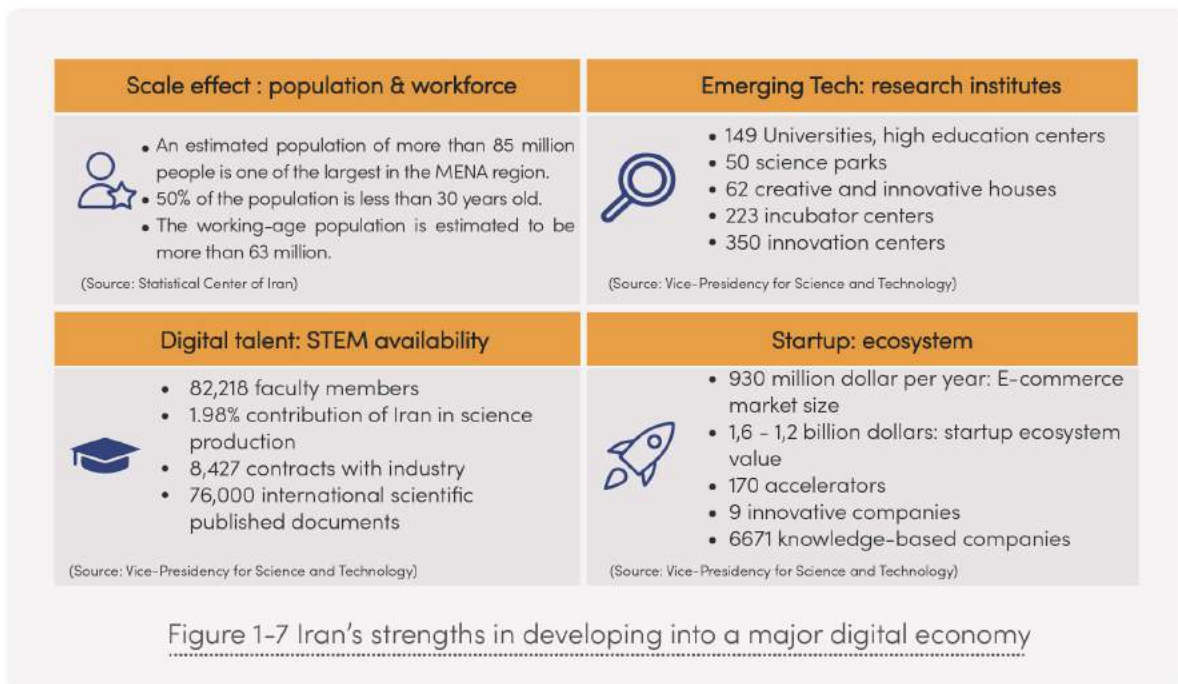 Scale effect : population & workforce
• An estimated population of more than 85 million
people is one of the largest in the MENA region.
• 50% of the population is less than 30 years old.
• The working-age population is estimated to be
more than 63 million.
(Source: Statistical Center of Iran)
Emerging Tech: research institutes
• 149 Universities, high education centers
• 50 science parks
• 62 creative and innovative houses
• 223 incubator centers
• 350 innovation centers
(Source: Vice-Presidency for Science and Technology)
Digital talent: STEM availability
• 82,218 faculty members
• 1.98% contribution of Iran in science
production
• 8,427 contracts with industry
• 76,000 international scientific
published documents
(Source: Vice-Presidency for Science and Technology)
Startup: ecosystem
• 930 million dollar per year: E-commerce
market size
• 1,6 - 1,2 billion dollars: startup ecosystem
value
• 170 accelerators
• 9 innovative companies
• 6671 knowledge-based companies
(Source: Vice-Presidency for Science and Technology)
Figure 1-7 Iran's strengths in developing into a major digital economy